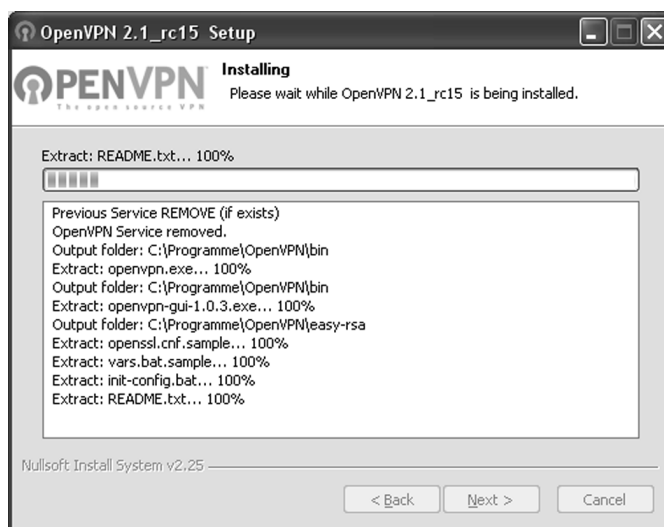 OpenVPN 2.1_rc15 Setup
OPENVPN
The open source VPN
Installing
Please wait while OpenVPN 2.1_rc15 is being installed.
Extract: README.txt... 100%
Previous Service REMOVE (if exists)
OpenVPN Service removed.
Output folder: C:\Programme\OpenVPN\bin
Extract: openvpn.exe... 100%
Output folder: C:\Programme\OpenVPN\bin
Extract: openvpn-gui-1.0.3.exe... 100%
Output folder: C:\Programme\OpenVPN\easy-rsa
Extract: openssl.cnf.sample... 100%
Extract: vars.bat.sample... 100%
Extract: init-config.bat... 100%
Extract: README.txt... 100%
Nullsoft Install System v2.25
< Back
Next >
Cancel